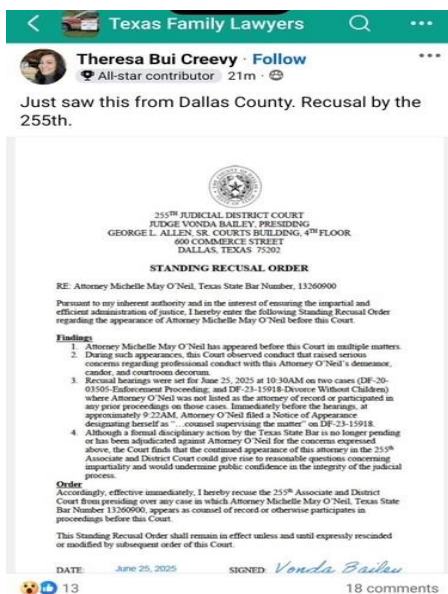 Texas Family Lawyers
Theresa Bui Creevy · Follow
All-star contributor 21m ·
Just saw this from Dallas County. Recusal by the
255th.
255TH JUDICIAL DISTRICT COURT
JUDGE VONDA BAILEY, PRESIDING
GEORGE L. ALLEN, SR. COURTS BUILDING, 4TH FLOOR
600 COMMERCE STREET
DALLAS, TEXAS 75202
STANDING RECUSAL ORDER
RE: Attorney Michelle May O'Neil, Texas State Bar Number, 13260900
Pursuant to my inherent authority and in the interest of ensuring the impartial and
efficient administration of justice, I hereby enter the following Standing Recusal Order
regarding the appearance of Attorney Michelle May O'Neil before this Court.
Findings
1. Attorney Michelle May O'Neil has appeared before this Court in multiple matters.
2. During such appearances, this Court observed conduct that raised serious
concerns regarding professional conduct with this Attorney O'Neil's demeanor,
candor, and courtroom decorum.
3. Recusal hearings were set for June 25, 2025 at 10:30AM on two cases (DF-20-
03505-Enforcement Proceeding; and DF-23-15918-Divorce Without Children)
where Attorney O'Neil was not listed as the attorney of record or participated in
any prior proceedings on those cases. Immediately before the hearings, at
approximately 9:22AM, Attorney O'Neil filed a Notice of Appearance
designating herself as "…counsel supervising the matter" on DF-23-15918.
4. Although a formal disciplinary action by the Texas State Bar is no longer pending
or has been adjudicated against Attorney O'Neil for the concerns expressed
above, the Court finds that the continued appearance of this attorney in the 255th
Associate and District Court could give rise to reasonable questions concerning
impartiality and would undermine public confidence in the integrity of the judicial
process.
Order
Accordingly, effective immediately, I hereby recuse the 255th Associate and District
Court from presiding over any case in which Attorney Michelle May O'Neil, Texas State
Bar Number 13260900, appears as counsel of record or otherwise participates in
proceedings before this Court.
This Standing Recusal Order shall remain in effect unless and until expressly rescinded
or modified by subsequent order of this Court.
DATE: June 25, 2025 SIGNED: Vonda Bailey
13 18 comments